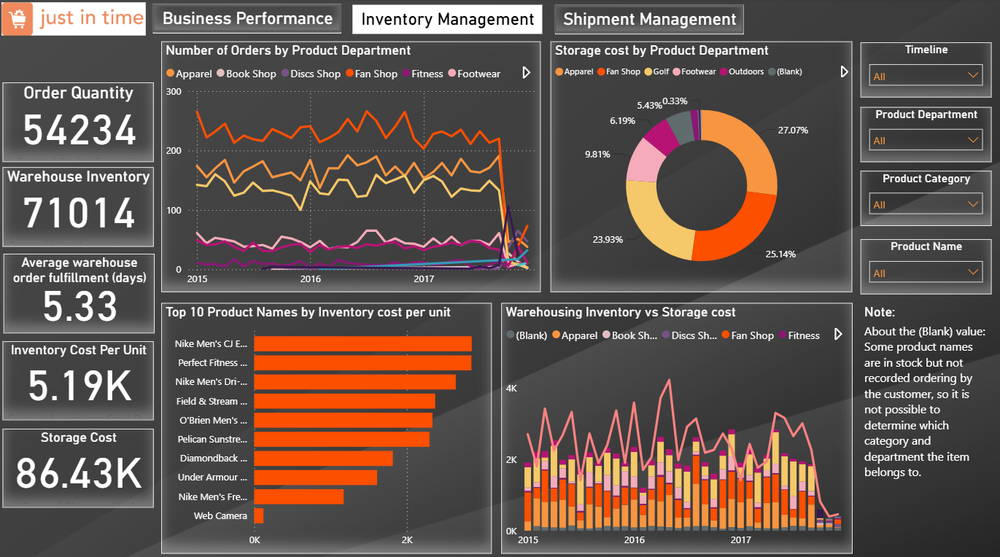 just in time
Business Performance
Inventory Management
Shipment Management
Order Quantity
54234
Warehouse Inventory
71014
Average warehouse
order fulfillment (days)
5.33
Inventory Cost Per Unit
5.19K
Storage Cost
86.43K
Number of Orders by Product Department
Apparel Book Shop Discs Shop Fan Shop Fitness Footwear
300
200
100
0
2015 2016 2017
Storage cost by Product Department
Apparel Fan Shop Golf Footwear Outdoors (Blank)
0.33%
5.43%
6.19%
9.81%
23.93%
27.07%
25.14%
Timeline
All
Product Department
All
Product Category
All
Product Name
All
Top 10 Product Names by Inventory cost per unit
Nike Men's CJ E...
Perfect Fitness ...
Nike Men's Dri-...
Field & Stream ...
O'Brien Men's ...
Pelican Sunstre...
Diamondback ...
Under Armour ...
Nike Men's Fre...
Web Camera
0K 2K
Warehousing Inventory vs Storage cost
(Blank) Apparel Book Sh... Discs Sh... Fan Shop Fitness
4K
2K
0K
2015 2016 2017
Note:
About the (Blank) value:
Some product names
are in stock but not
recorded ordering by
the customer, so it is
not possible to
determine which
category and
department the item
belongs to.